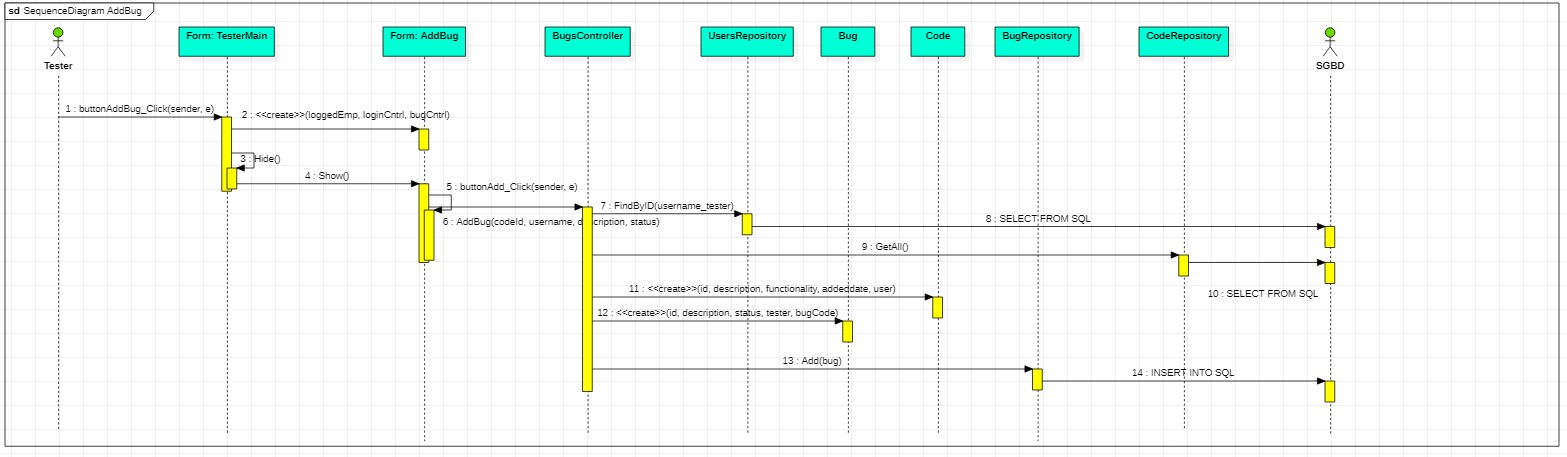 sd SequenceDiagram AddBug
Form: TesterMain
Form: AddBug
BugsController
UsersRepository
Bug
Code
BugRepository
CodeRepository
Tester
SGBD
1 : buttonAddBug_Click(sender, e)
2 : <<create>>(loggedEmp, loginCntrl, bugCntrl)
3 : Hide()
4 : Show()
5 : buttonAdd_Click(sender, e)
6 : AddBug(codeId, username, description, status)
7 : FindByID(username_tester)
8 : SELECT FROM SQL
9 : GetAll()
10 : SELECT FROM SQL
11 : <<create>>(id, description, functionality, addeddate, user)
12 : <<create>>(id, description, status, tester, bugCode)
13 : Add(bug)
14 : INSERT INTO SQL